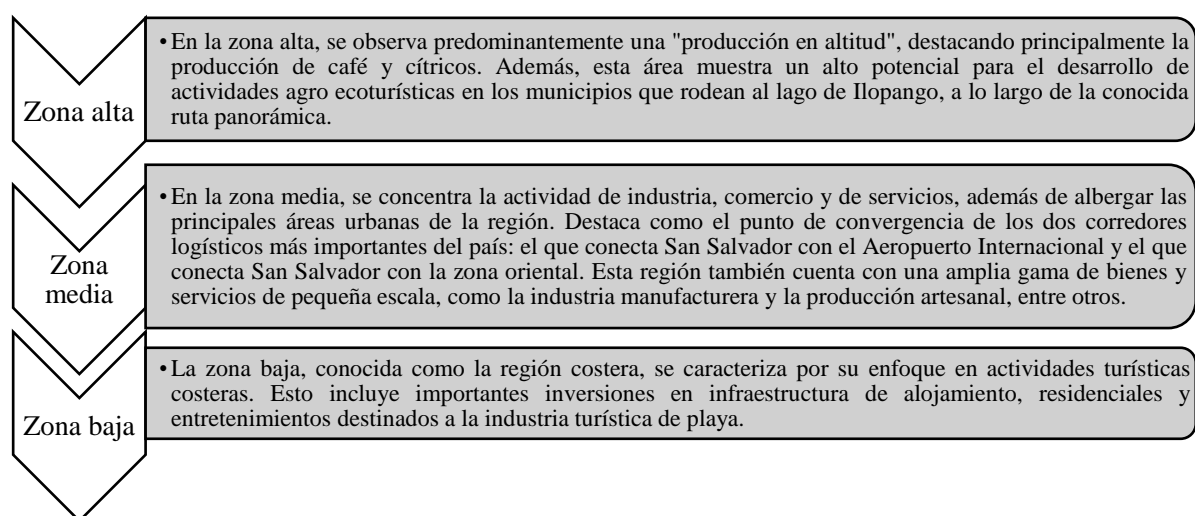 Zona alta
•En la zona alta, se observa predominantemente una "producción en altitud", destacando principalmente la
producción de café y cítricos. Además, esta área muestra un alto potencial para el desarrollo de
actividades agro ecoturísticas en los municipios que rodean al lago de Ilopango, a lo largo de la conocida
ruta panorámica.
Zona
media
•En la zona media, se concentra la actividad de industria, comercio y de servicios, además de albergar las
principales áreas urbanas de la región. Destaca como el punto de convergencia de los dos corredores
logísticos más importantes del país: el que conecta San Salvador con el Aeropuerto Internacional y el que
conecta San Salvador con la zona oriental. Esta región también cuenta con una amplia gama de bienes y
servicios de pequeña escala, como la industria manufacturera y la producción artesanal, entre otros.
Zona baja
•La zona baja, conocida como la región costera, se caracteriza por su enfoque en actividades turísticas
costeras. Esto incluye importantes inversiones en infraestructura de alojamiento, residenciales y
entretenimientos destinados a la industria turística de playa.